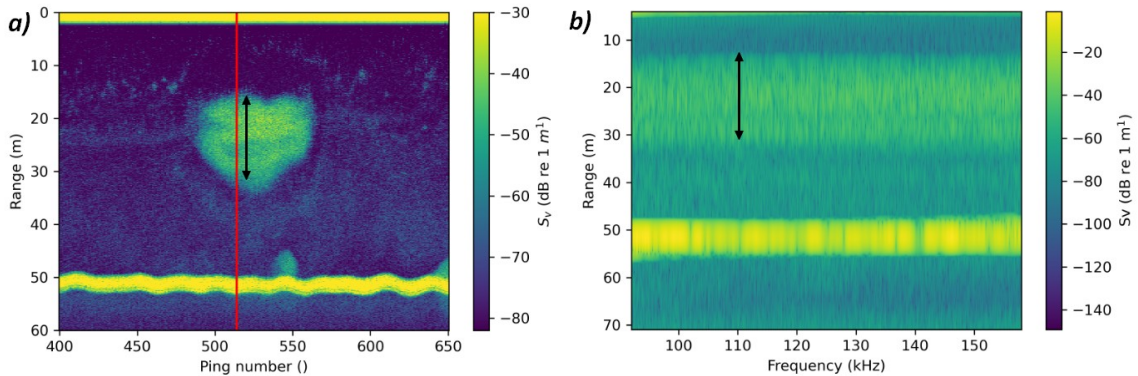 a)
0
10
20
30
40
50
60
Range (m)
400 450 500 550 600 650
Ping number ()
−30
−40
−50
−60
−70
−80
Sv (dB re 1 m¹)
b)
10
20
30
40
50
60
70
Range (m)
100 110 120 130 140 150
Frequency (kHz)
−20
−40
−60
−80
−100
−120
−140
Sv (dB re 1 m¹)